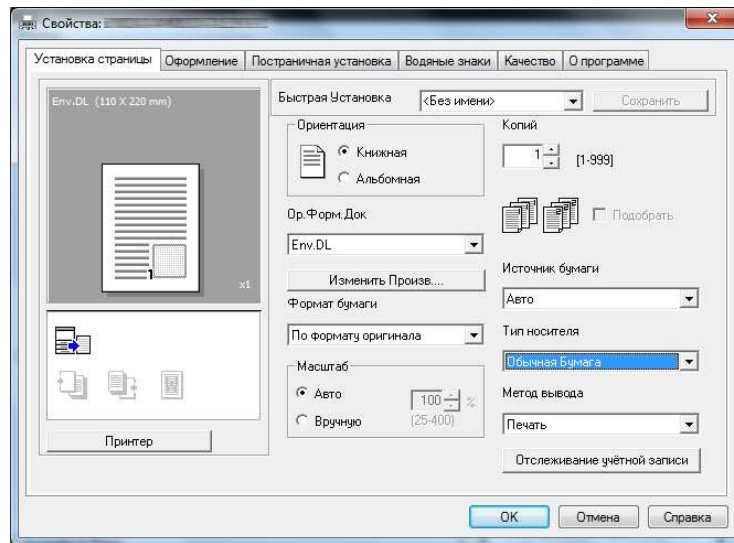 Свойства:
Установка страницы Оформление Постраничная установка Водяные знаки Качество О программе
Env.DL (110 X 220 mm)
1
x1
Принтер
Быстрая Установка <Без имени> Сохранить
Ориентация
Книжная
Альбомная
Ор.Форм.Док
Env.DL
Изменить Произв....
Формат бумаги
По формату оригинала
Масштаб
Авто 100 %
Вручную (25-400)
Копий
1 [1-999]
Подобрать
Источник бумаги
Авто
Тип носителя
Обычная Бумага
Метод вывода
Печать
Отслеживание учётной записи
OK Отмена Справка